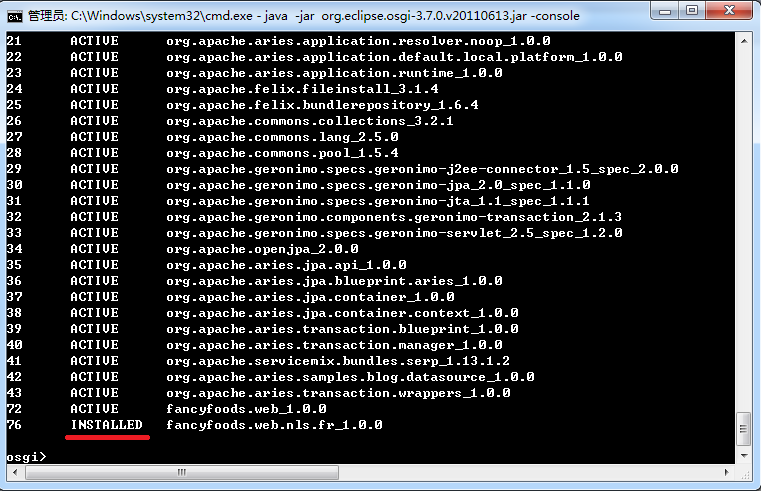 管理员: C:\Windows\system32\cmd.exe - java  -jar  org.eclipse.osgi-3.7.0.v20110613.jar -console
21 ACTIVE org.apache.aries.application.resolver.noop_1.0.0
22 ACTIVE org.apache.aries.application.default.local.platform_1.0.0
23 ACTIVE org.apache.aries.application.runtime_1.0.0
24 ACTIVE org.apache.felix.fileinstall_3.1.4
25 ACTIVE org.apache.felix.bundlerepository_1.6.4
26 ACTIVE org.apache.commons.collections_3.2.1
27 ACTIVE org.apache.commons.lang_2.5.0
28 ACTIVE org.apache.commons.pool_1.5.4
29 ACTIVE org.apache.geronimo.specs.geronimo-j2ee-connector_1.5_spec_2.0.0
30 ACTIVE org.apache.geronimo.specs.geronimo-jpa_2.0_spec_1.1.0
31 ACTIVE org.apache.geronimo.specs.geronimo-jta_1.1_spec_1.1.1
32 ACTIVE org.apache.geronimo.components.geronimo-transaction_2.1.3
33 ACTIVE org.apache.geronimo.specs.geronimo-servlet_2.5_spec_1.2.0
34 ACTIVE org.apache.openjpa_2.0.0
35 ACTIVE org.apache.aries.jpa.api_1.0.0
36 ACTIVE org.apache.aries.jpa.blueprint.aries_1.0.0
37 ACTIVE org.apache.aries.jpa.container_1.0.0
38 ACTIVE org.apache.aries.jpa.container.context_1.0.0
39 ACTIVE org.apache.aries.transaction.blueprint_1.0.0
40 ACTIVE org.apache.aries.transaction.manager_1.0.0
41 ACTIVE org.apache.servicemix.bundles.serp_1.13.1.2
42 ACTIVE org.apache.aries.samples.blog.datasource_1.0.0
43 ACTIVE org.apache.aries.transaction.wrappers_1.0.0
72 ACTIVE fancyfoods.web_1.0.0
76 INSTALLED fancyfoods.web.nls.fr_1.0.0
osgi>